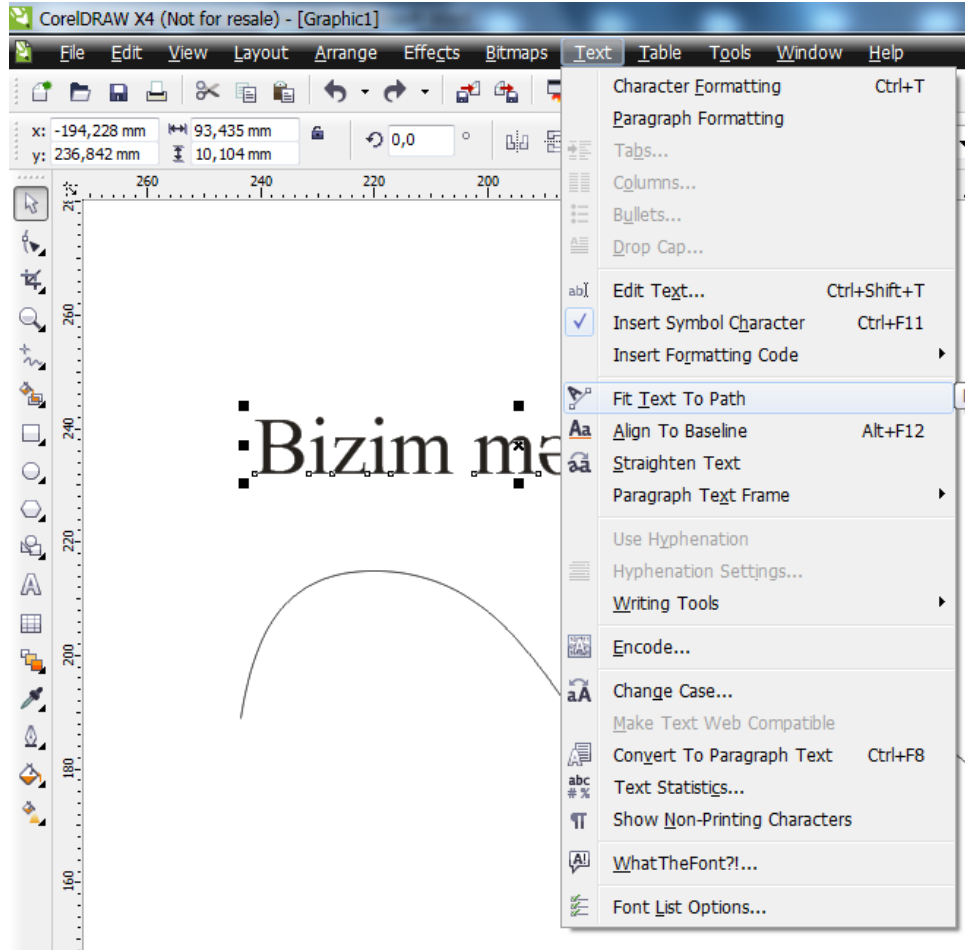 CorelDRAW X4 (Not for resale) - [Graphic1]
File Edit View Layout Arrange Effects Bitmaps Text Table Tools Window Help
x: -194,228 mm 93,435 mm 0,0 °
y: 236,842 mm 10,104 mm
260 240 220 200
260
240
220
200
180
160
Bizim mə
Character Formatting Ctrl+T
Paragraph Formatting
Tabs...
Columns...
Bullets...
Drop Cap...
Edit Text... Ctrl+Shift+T
Insert Symbol Character Ctrl+F11
Insert Formatting Code
Fit Text To Path
Align To Baseline Alt+F12
Straighten Text
Paragraph Text Frame
Use Hyphenation
Hyphenation Settings...
Writing Tools
Encode...
Change Case...
Make Text Web Compatible
Convert To Paragraph Text Ctrl+F8
Text Statistics...
Show Non-Printing Characters
WhatTheFont?!...
Font List Options...